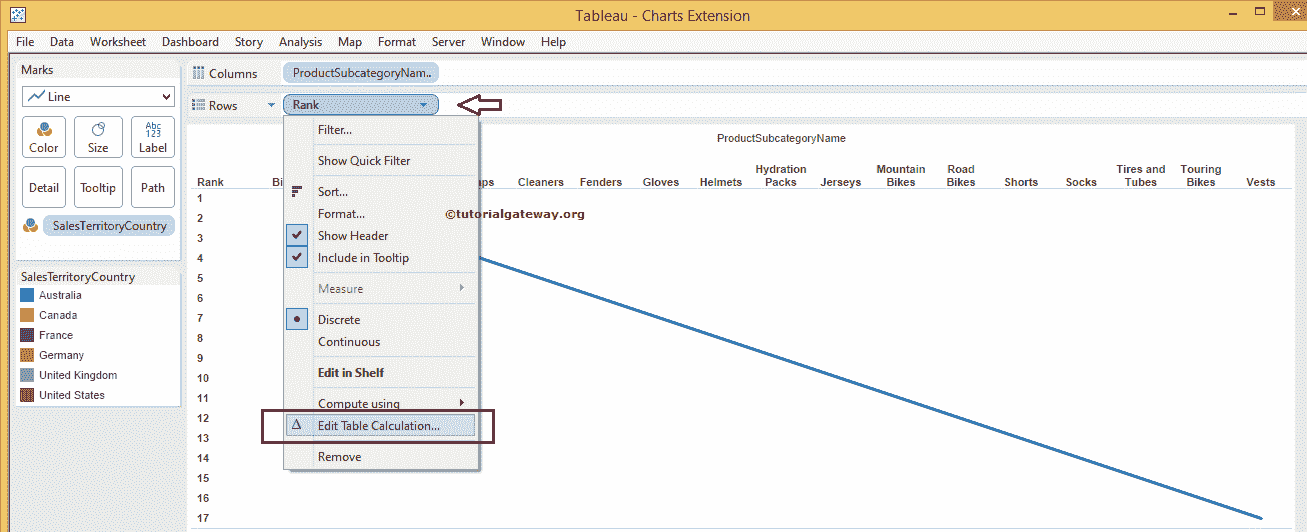 Tableau - Charts Extension
File Data Worksheet Dashboard Story Analysis Map Format Server Window Help
Marks
Line
Color Size Abc 123 Label
Detail Tooltip Path
SalesTerritoryCountry
SalesTerritoryCountry
Australia
Canada
France
Germany
United Kingdom
United States
Columns ProductSubcategoryNam..
Rows Rank
Filter...
Show Quick Filter
Sort...
Format...
Show Header
Include in Tooltip
Measure
Discrete
Continuous
Edit in Shelf
Compute using
Edit Table Calculation...
Remove
ProductSubcategoryName
Rank Bi aps Cleaners Fenders Gloves Helmets Hydration Packs Jerseys Mountain Bikes Road Bikes Shorts Socks Tires and Tubes Touring Bikes Vests
1
2
3
4
5
6
7
8
9
10
11
12
13
14
15
16
17
©tutorialgateway.org